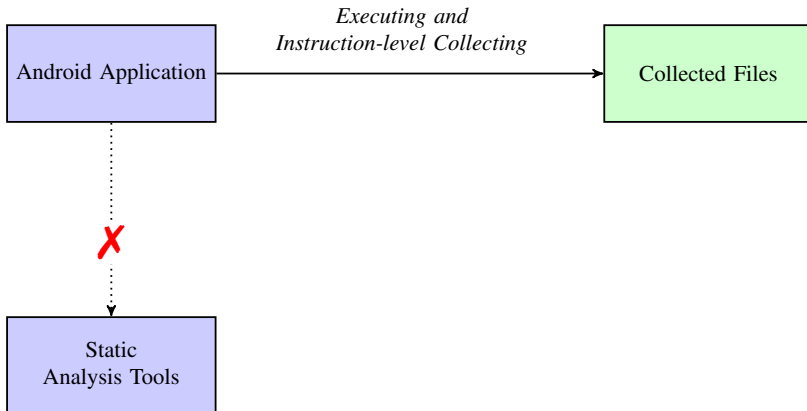 Executing and
Instruction-level Collecting
Android Application
Collected Files
Static
Analysis Tools